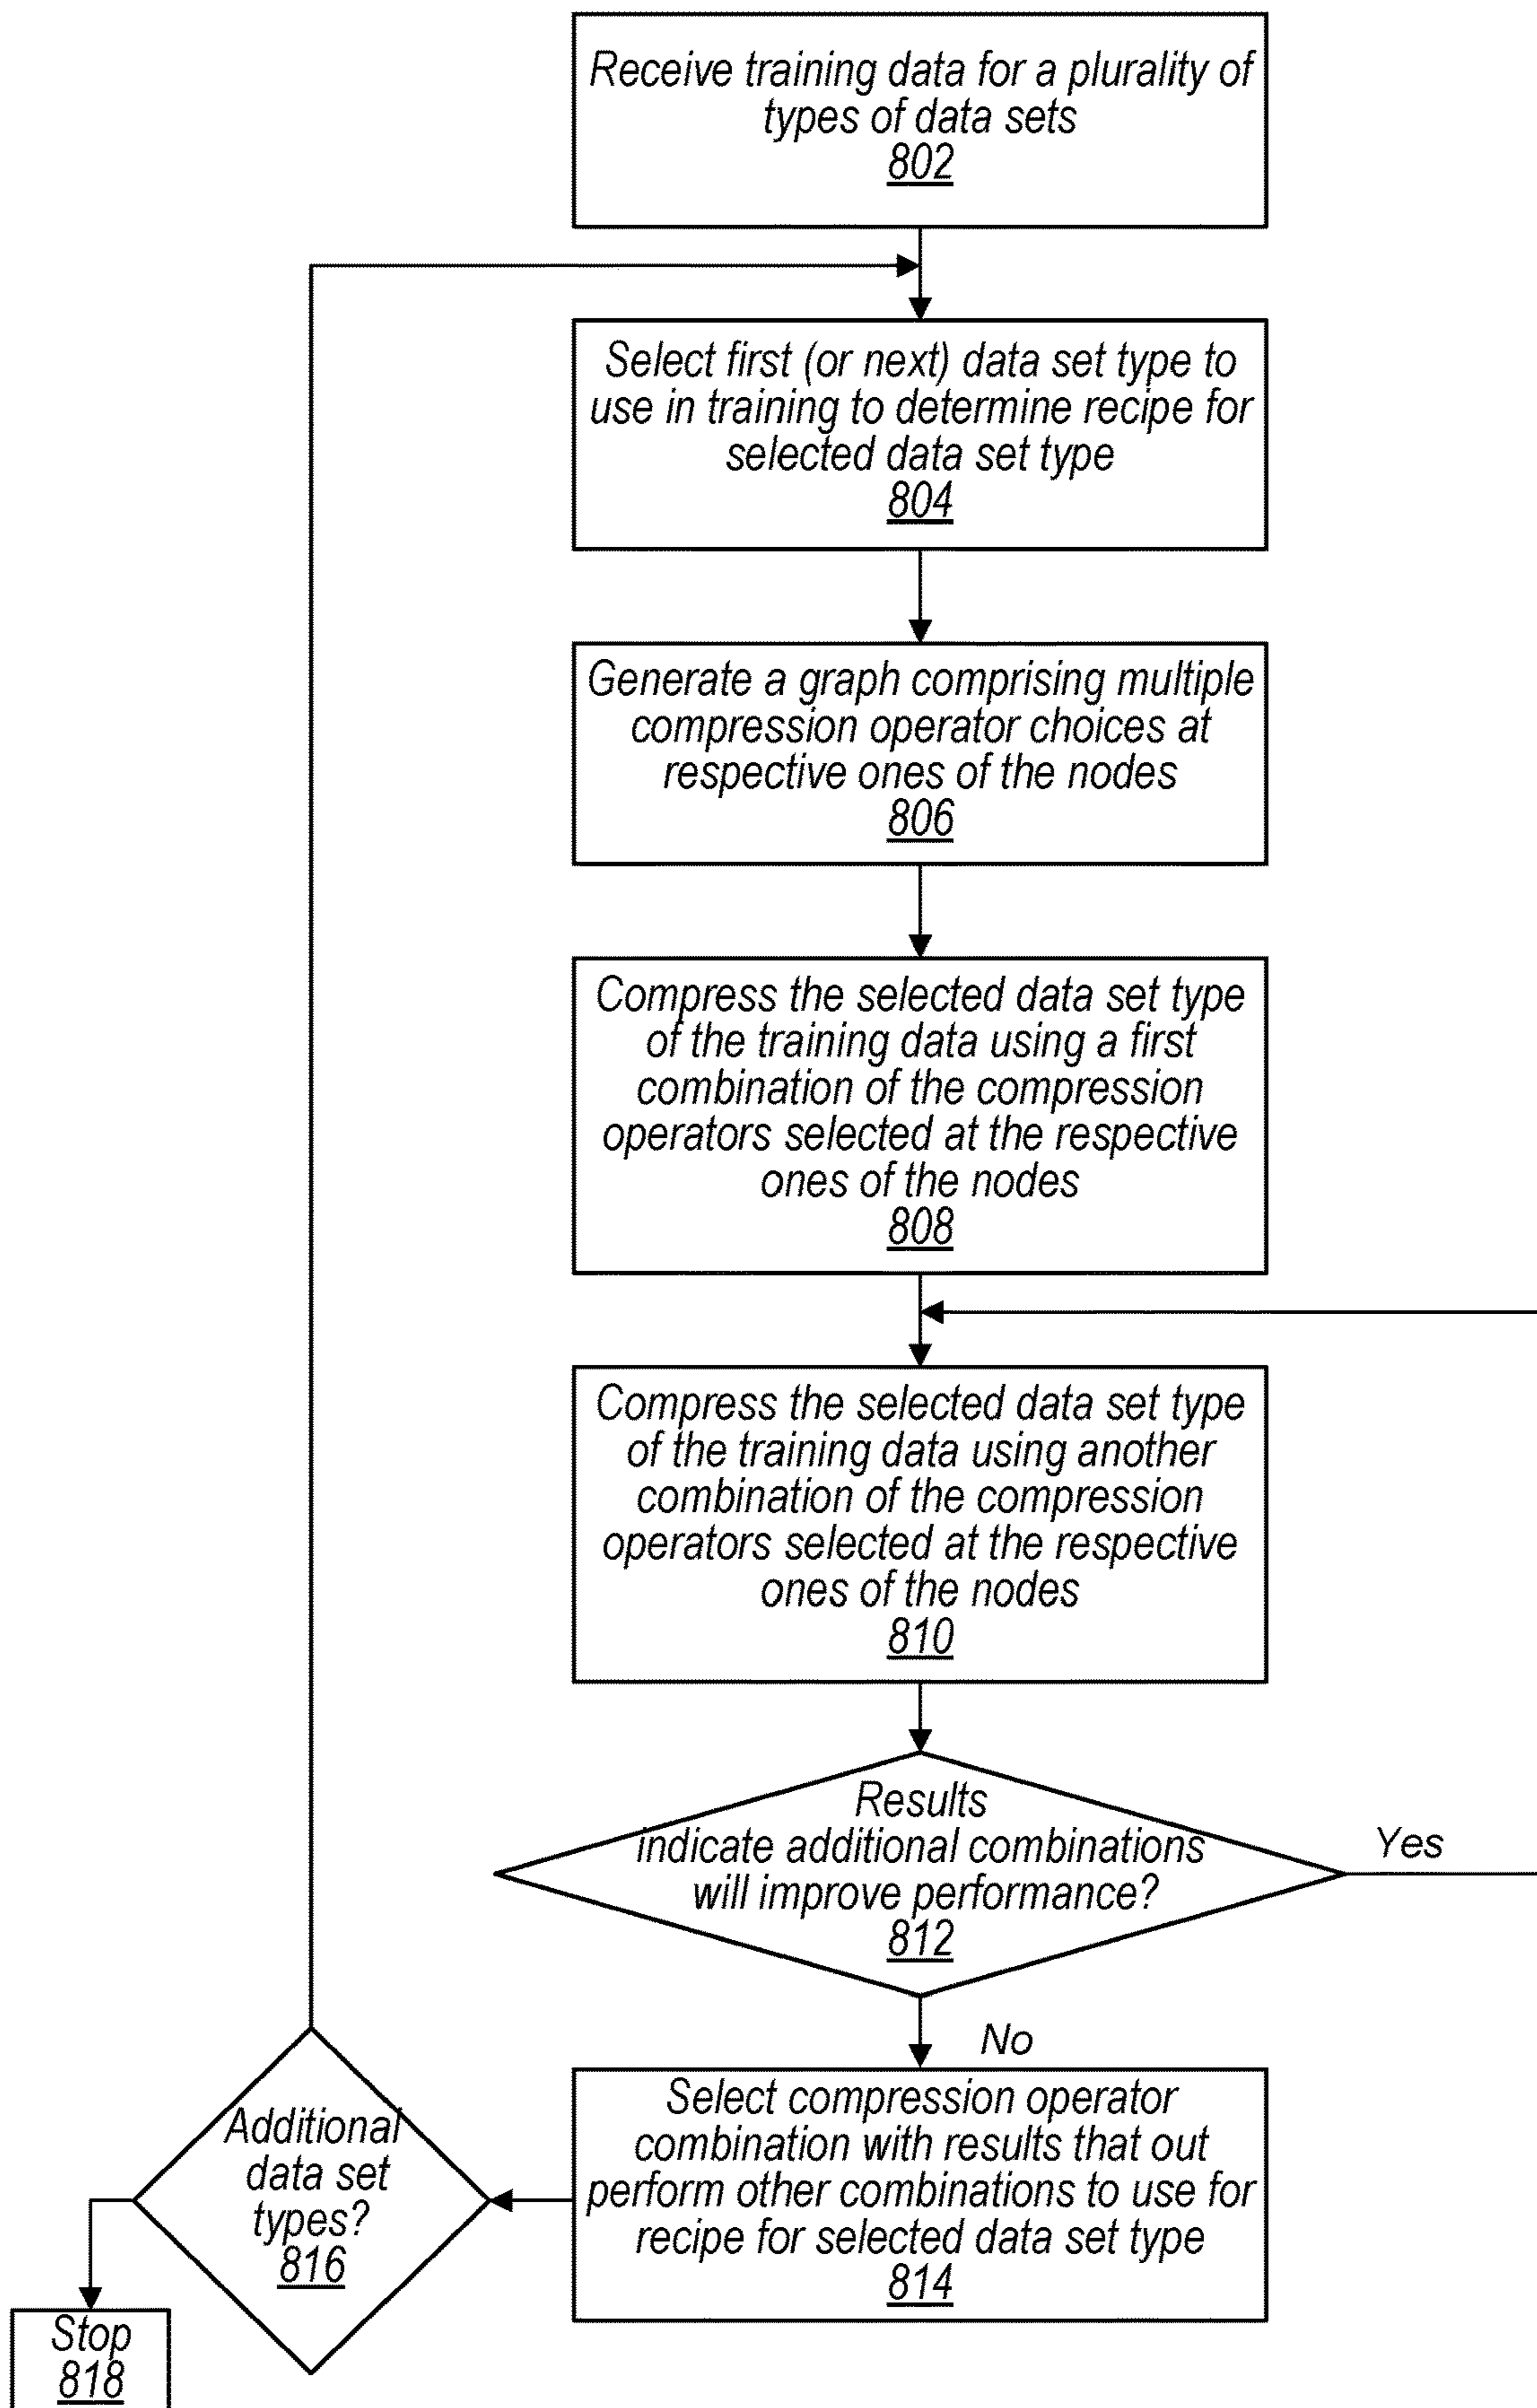 Receive training data for a plurality of
types of data sets
802
Select first (or next) data set type to
use in training to determine recipe for
selected data set type
804
Generate a graph comprising multiple
compression operator choices at
respective ones of the nodes
806
Compress the selected data set type
of the training data using a first
combination of the compression
operators selected at the respective
ones of the nodes
808
Compress the selected data set type
of the training data using another
combination of the compression
operators selected at the respective
ones of the nodes
810
Results
indicate additional combinations
will improve performance?
812
Yes
No
Select compression operator
combination with results that out
perform other combinations to use for
recipe for selected data set type
814
Additional
data set
types?
816
Stop
818